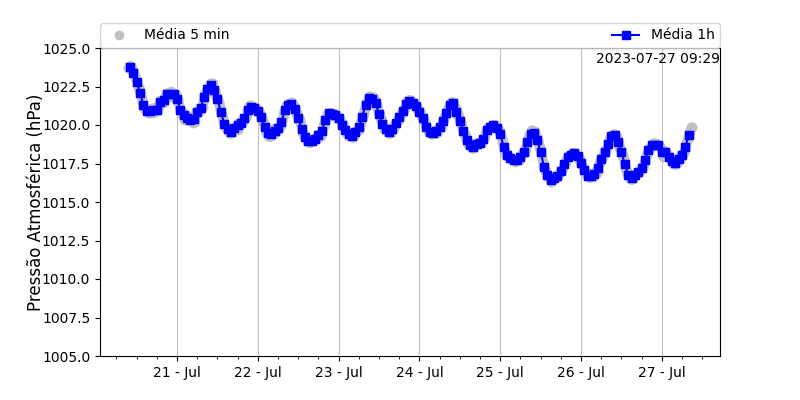 Média 5 min
Média 1h
2023-07-27 09:29
Pressão Atmosférica (hPa)
1025.0
1022.5
1020.0
1017.5
1015.0
1012.5
1010.0
1007.5
1005.0
21 - Jul
22 - Jul
23 - Jul
24 - Jul
25 - Jul
26 - Jul
27 - Jul